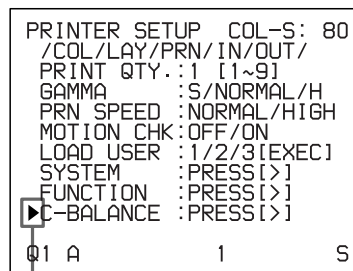 PRINTER SETUP COL-S: 80
/COL/LAY/PRN/IN/OUT/
PRINT QTY.:1 [1~9]
GAMMA :S/NORMAL/H
PRN SPEED :NORMAL/HIGH
MOTION CHK:OFF/ON
LOAD USER :1/2/3[EXEC]
SYSTEM :PRESS[>]
FUNCTION :PRESS[>]
▶C-BALANCE :PRESS[>]
Q1 A 1 S